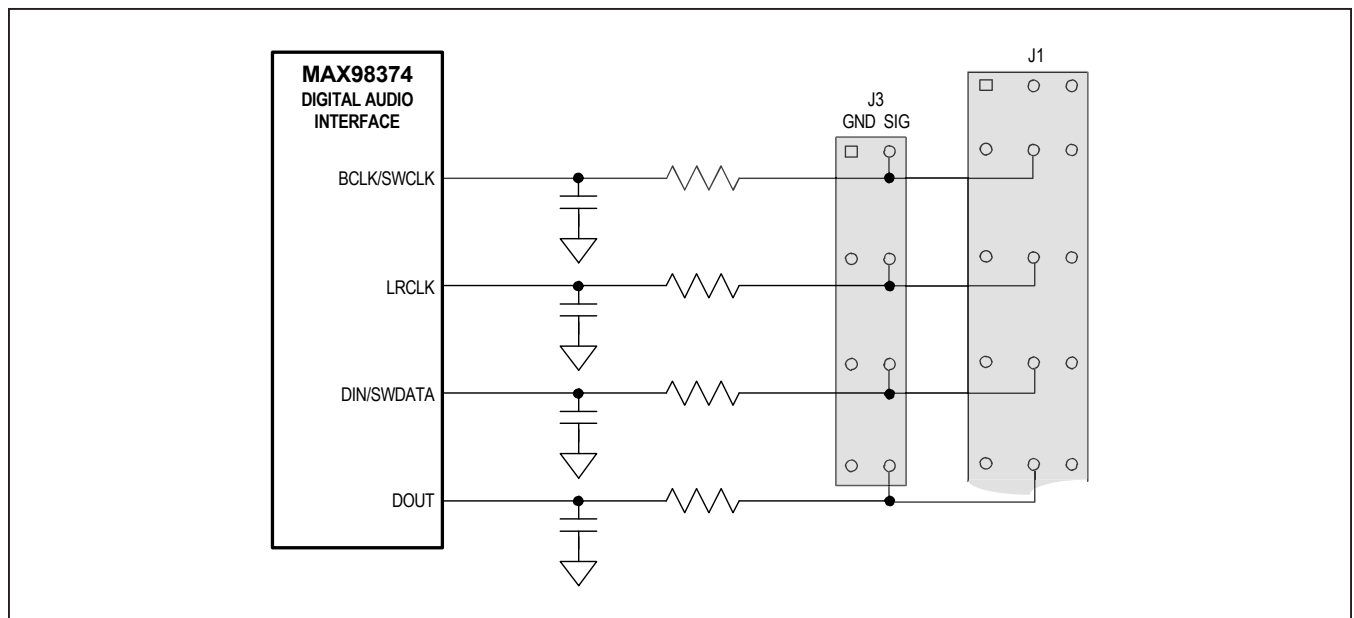 MAX98374
DIGITAL AUDIO
INTERFACE
J1
J3
GND SIG
BCLK/SWCLK
LRCLK
DIN/SWDATA
DOUT